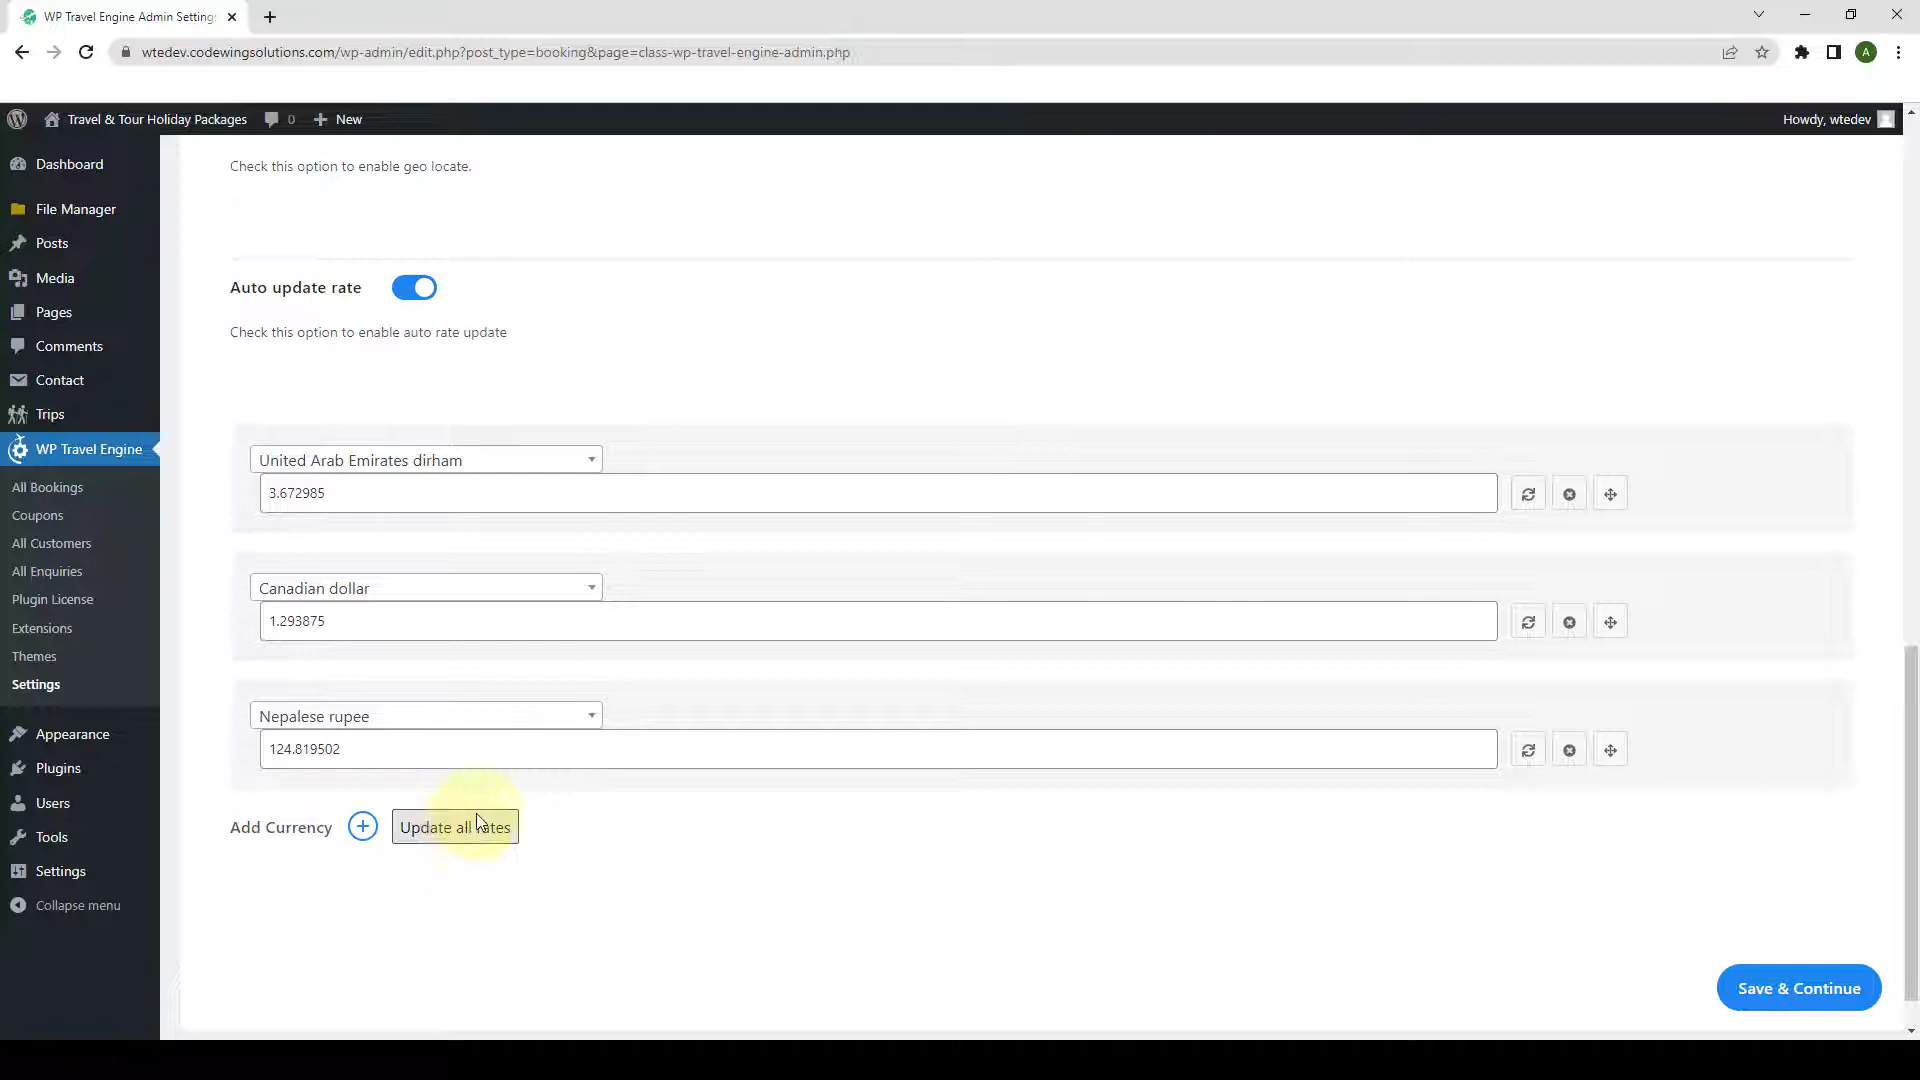 WP Travel Engine Admin Setting
wtedev.codewingsolutions.com/wp-admin/edit.php?post_type=booking&page=class-wp-travel-engine-admin.php
A
Travel & Tour Holiday Packages
0
New
Howdy, wtedev
Dashboard
File Manager
Posts
Media
Pages
Comments
Contact
Trips
WP Travel Engine
All Bookings
Coupons
All Customers
All Enquiries
Plugin License
Extensions
Themes
Settings
Appearance
Plugins
Users
Tools
Settings
Collapse menu
Check this option to enable geo locate.
Auto update rate
Check this option to enable auto rate update
United Arab Emirates dirham
3.672985
Canadian dollar
1.293875
Nepalese rupee
124.819502
Add Currency
Update all rates
Save & Continue